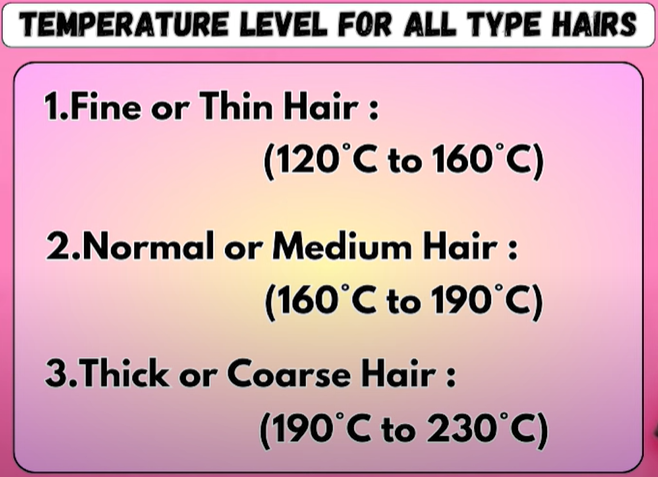 TEMPERATURE LEVEL FOR ALL TYPE HAIRS
1.Fine or Thin Hair :
(120°C to 160°C)
2.Normal or Medium Hair :
(160°C to 190°C)
3.Thick or Coarse Hair :
(190°C to 230°C)